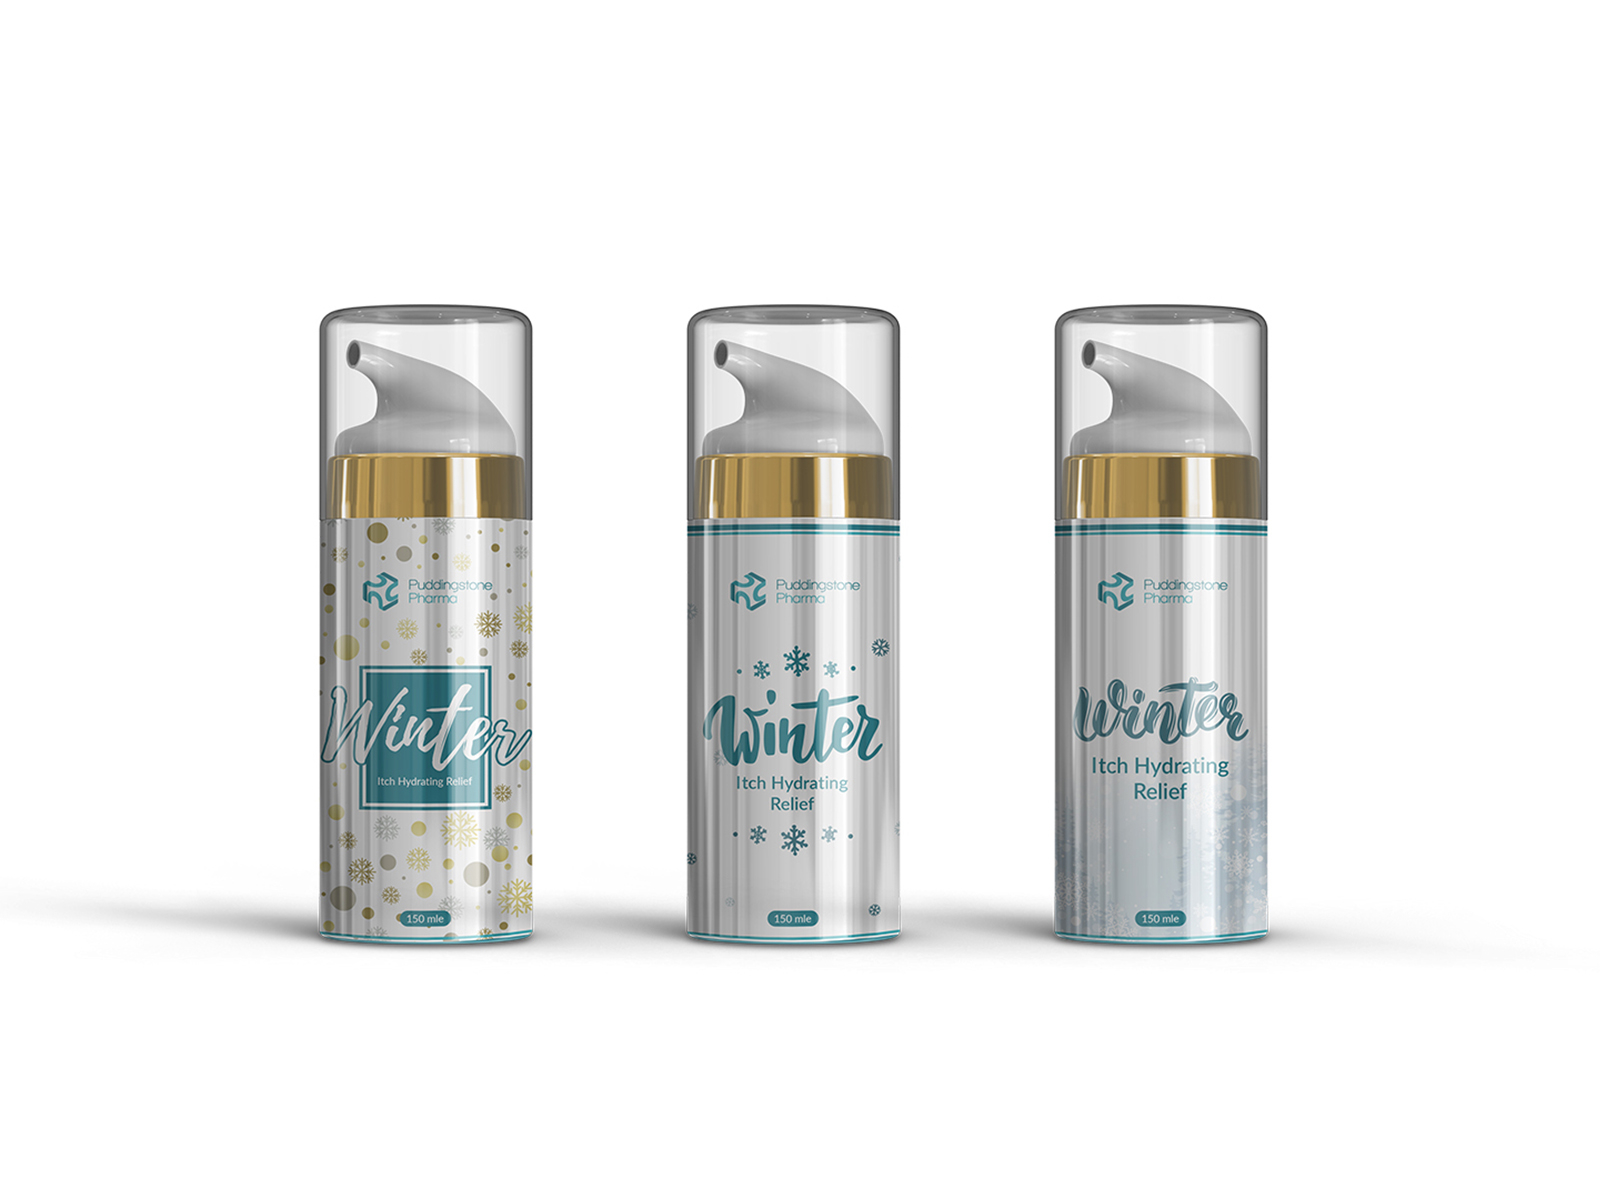 Puddingstone
Pharma
Winter
Itch Hydrating Relief
150 mle
Puddingstone
Pharma
Winter
Itch Hydrating
Relief
150 mle
Puddingstone
Pharma
Winter
Itch Hydrating
Relief
150 mle